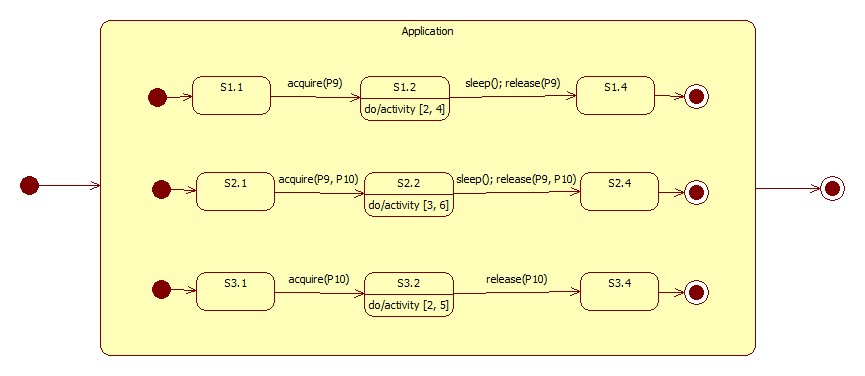 Application
S1.1
acquire(P9)
S1.2
do/activity [2, 4]
sleep(); release(P9)
S1.4
S2.1
acquire(P9, P10)
S2.2
do/activity [3, 6]
sleep(); release(P9, P10)
S2.4
S3.1
acquire(P10)
S3.2
do/activity [2, 5]
release(P10)
S3.4